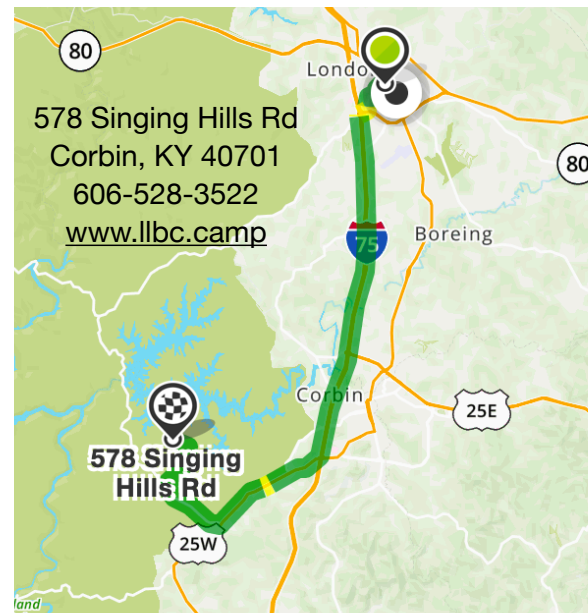 80
London
578 Singing Hills Rd
Corbin, KY 40701
606-528-3522
www.llbc.camp
80
75
Boreing
Corbin
25E
578 Singing
Hills Rd
25W